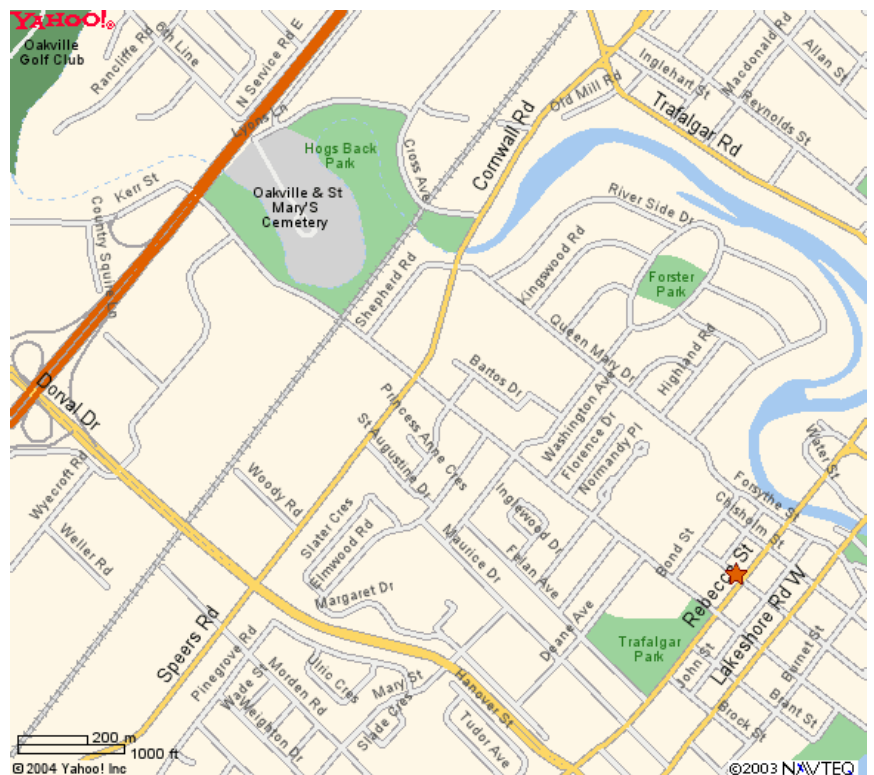 YAHOO!®
Oakville
Golf Club
Rancliffe Rd
6th Line
N Service Rd E
Lyons Ln
Hogs Back
Park
Cross Ave
Cornwall Rd
Old Mill Rd
Inglehart St
Macdonald Rd
Allan St
Reynolds St
Trafalgar Rd
Kerr St
Oakville & St
Mary'S
Cemetery
Country Squire Ln
Shepherd Rd
River Side Dr
Kingswood Rd
Forster
Park
Queen Mary Dr
Highland Rd
Dorval Dr
Bartos Dr
Princess Anne Cres
St Augustine Dr
Washington Ave
Florence Dr
Normandy Pl
Water St
Wyecroft Rd
Woody Rd
Weller Rd
Slater Cres
Elmwood Rd
Inglewood Dr
Maurice Dr
Felan Ave
Forsythe St
Chisholm St
Bond St
Rebecca St
Margaret Dr
Deane Ave
Lakeshore Rd W
Speers Rd
Pinegrove Rd
Trafalgar
Park
John St
Burnet St
Ulric Cres
Mary St
Morden Rd
Wade St
Weighton Dr
Slade Cres
Hanover St
Tudor Ave
Brock St
Brant St
200 m
1000 ft
©2004 Yahoo! Inc
©2003 NAVTEQ